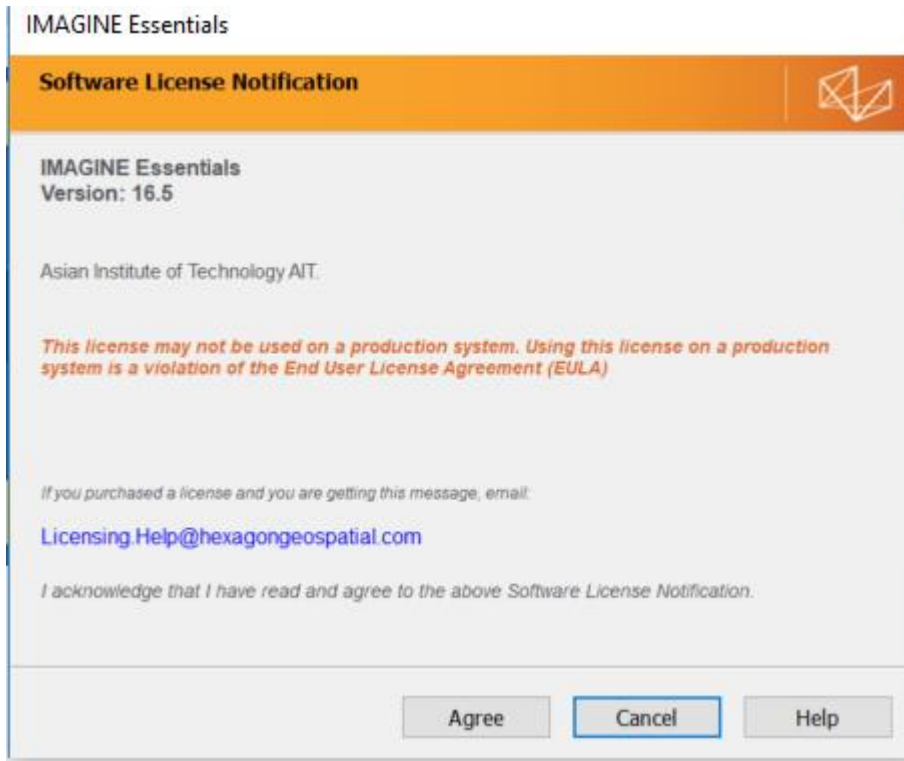 IMAGINE Essentials
Software License Notification
IMAGINE Essentials
Version: 16.5
Asian Institute of Technology AIT.
This license may not be used on a production system. Using this license on a production
system is a violation of the End User License Agreement (EULA)
If you purchased a license and you are getting this message, email:
Licensing.Help@hexagongeospatial.com
I acknowledge that I have read and agree to the above Software License Notification.
Agree Cancel Help